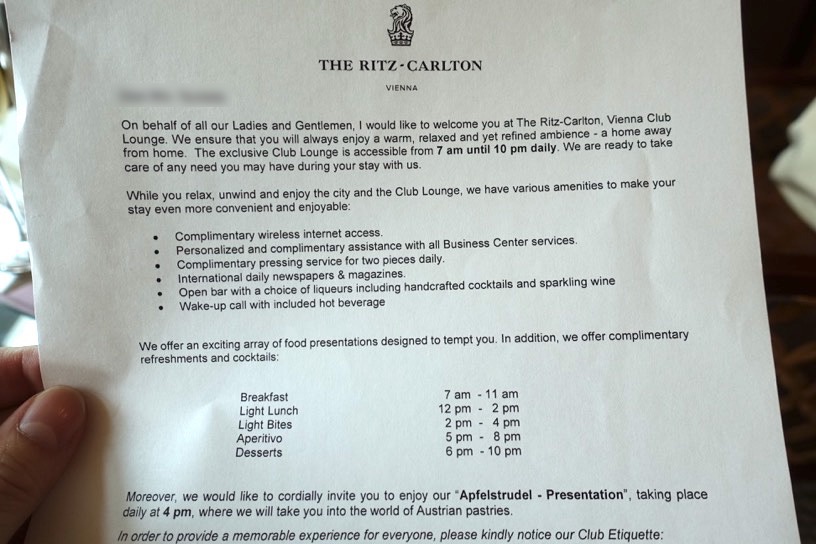 THE RITZ-CARLTON
VIENNA
On behalf of all our Ladies and Gentlemen, I would like to welcome you at The Ritz-Carlton, Vienna Club
Lounge. We ensure that you will always enjoy a warm, relaxed and yet refined ambience - a home away
from home. The exclusive Club Lounge is accessible from 7 am until 10 pm daily. We are ready to take
care of any need you may have during your stay with us.
While you relax, unwind and enjoy the city and the Club Lounge, we have various amenities to make your
stay even more convenient and enjoyable:
• Complimentary wireless internet access.
• Personalized and complimentary assistance with all Business Center services.
• Complimentary pressing service for two pieces daily.
• International daily newspapers & magazines.
• Open bar with a choice of liqueurs including handcrafted cocktails and sparkling wine
• Wake-up call with included hot beverage
We offer an exciting array of food presentations designed to tempt you. In addition, we offer complimentary
refreshments and cocktails:
Breakfast 7 am - 11 am
Light Lunch 12 pm - 2 pm
Light Bites 2 pm - 4 pm
Aperitivo 5 pm - 8 pm
Desserts 6 pm - 10 pm
Moreover, we would like to cordially invite you to enjoy our “Apfelstrudel - Presentation”, taking place
daily at 4 pm, where we will take you into the world of Austrian pastries.
In order to provide a memorable experience for everyone, please kindly notice our Club Etiquette: